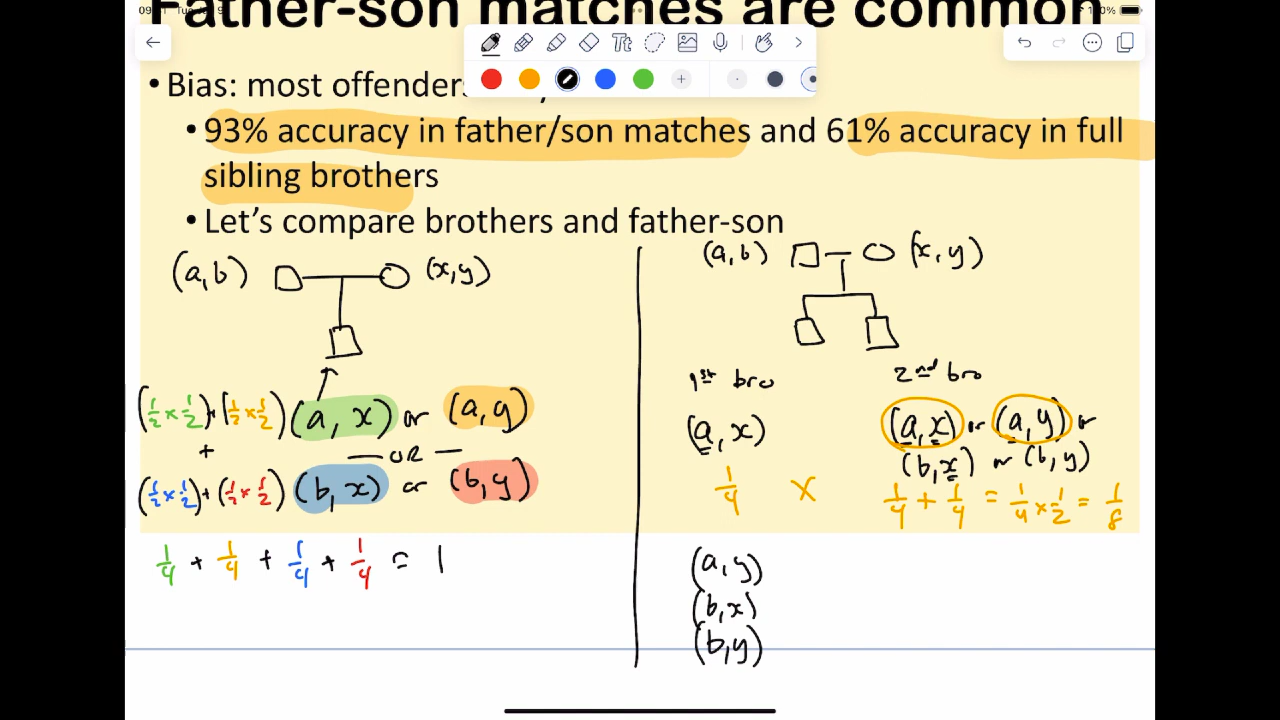 Father-son matches are common
• Bias: most offenders
• 93% accuracy in father/son matches and 61% accuracy in full
sibling brothers
• Let's compare brothers and father-son
(a,b) (x,y)
(1/2 × 1/2) + (1/2 × 1/2) (a, x) or (a, y)
+ — OR —
(1/2 × 1/2) + (1/2 × 1/2) (b, x) or (b, y)
1/4 + 1/4 + 1/4 + 1/4 = 1
(a,b) (x,y)
1st bro 2nd bro
(a,x) (a,x) or (a,y) or
(b,x) or (b,y)
1/4 × 1/4 + 1/4 = 1/4 × 1/2 = 1/8
(a,y)
(b,x)
(b,y)
Tt